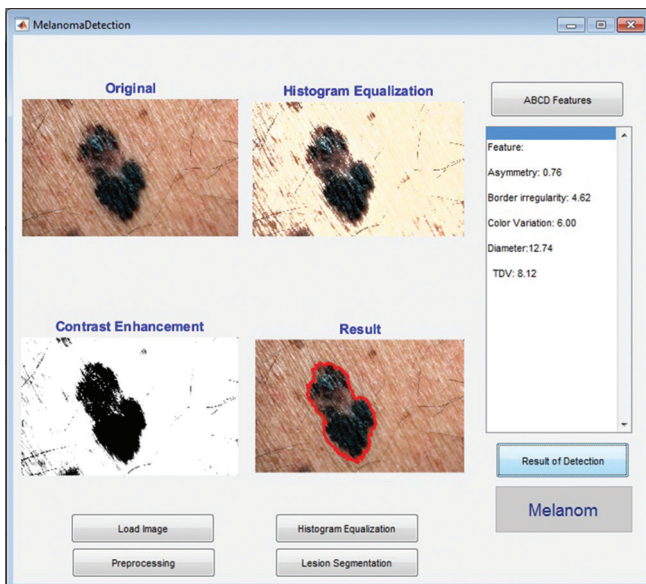 MelanomaDetection
Original
Histogram Equalization
ABCD Features
Feature:
Asymmetry: 0.76
Border irregularity: 4.62
Color Variation: 6.00
Diameter:12.74
TDV: 8.12
Contrast Enhancement
Result
Result of Detection
Melanom
Load Image
Histogram Equalization
Preprocessing
Lesion Segmentation